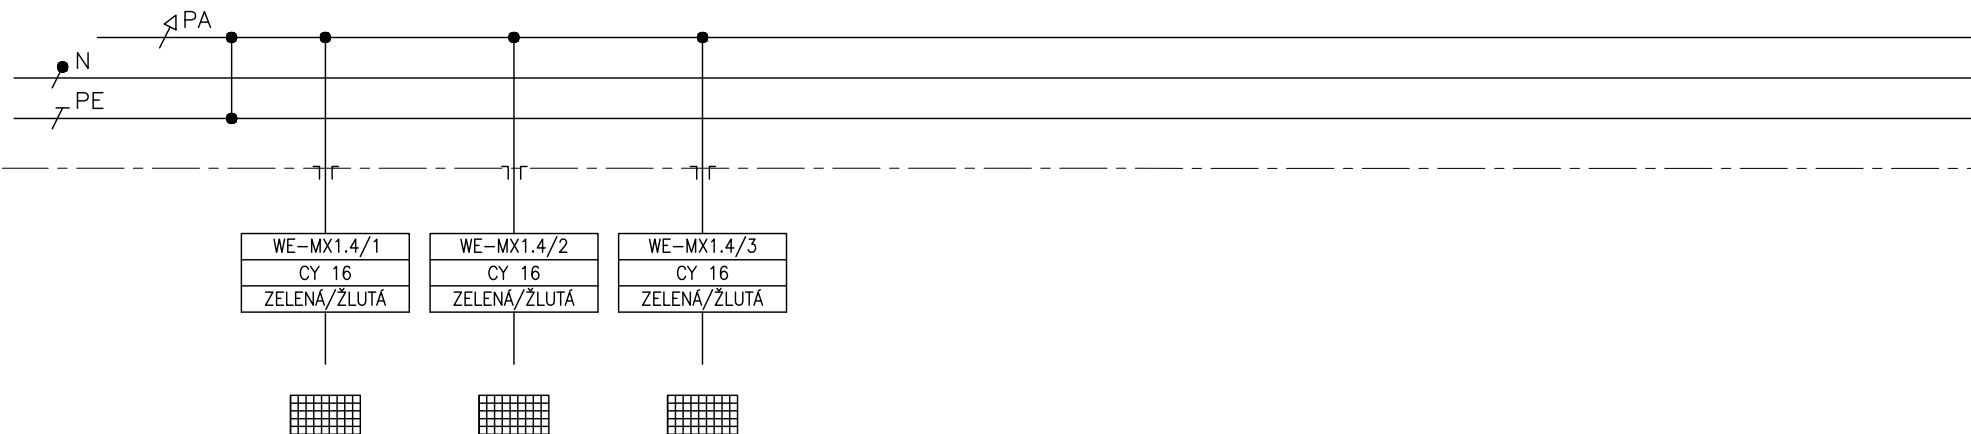 PA
N
PE
WE-MX1.4/1
CY 16
ZELENÁ/ŽLUTÁ
WE-MX1.4/2
CY 16
ZELENÁ/ŽLUTÁ
WE-MX1.4/3
CY 16
ZELENÁ/ŽLUTÁ